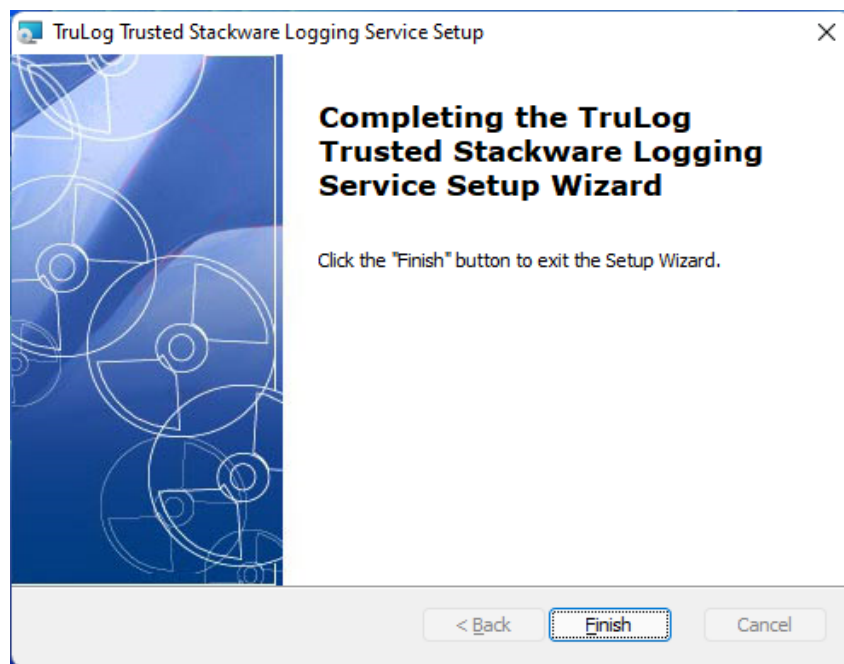 TruLog Trusted Stackware Logging Service Setup
Completing the TruLog
Trusted Stackware Logging
Service Setup Wizard
Click the "Finish" button to exit the Setup Wizard.
< Back
Finish
Cancel